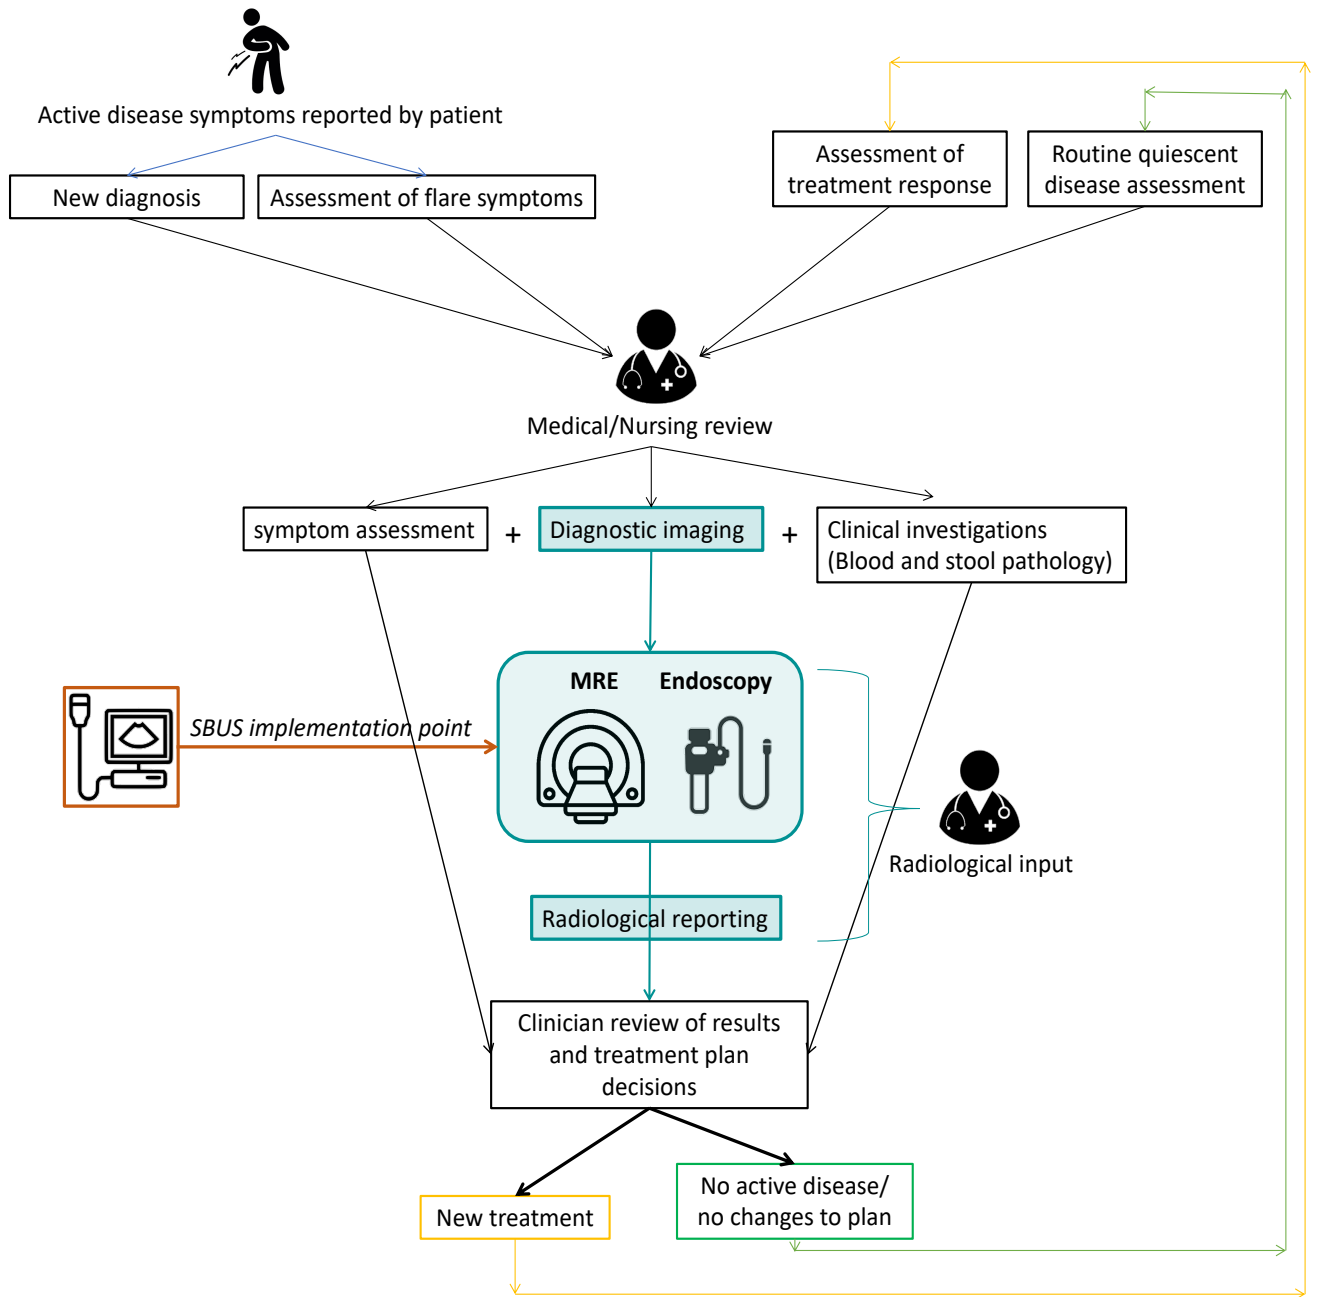 Active disease symptoms reported by patient
New diagnosis
Assessment of flare symptoms
Assessment of
treatment response
Routine quiescent
disease assessment
Medical/Nursing review
symptom assessment
+
Diagnostic imaging
+
Clinical investigations
(Blood and stool pathology)
MRE
Endoscopy
SBUS implementation point
Radiological input
Radiological reporting
Clinician review of results
and treatment plan
decisions
New treatment
No active disease/
no changes to plan